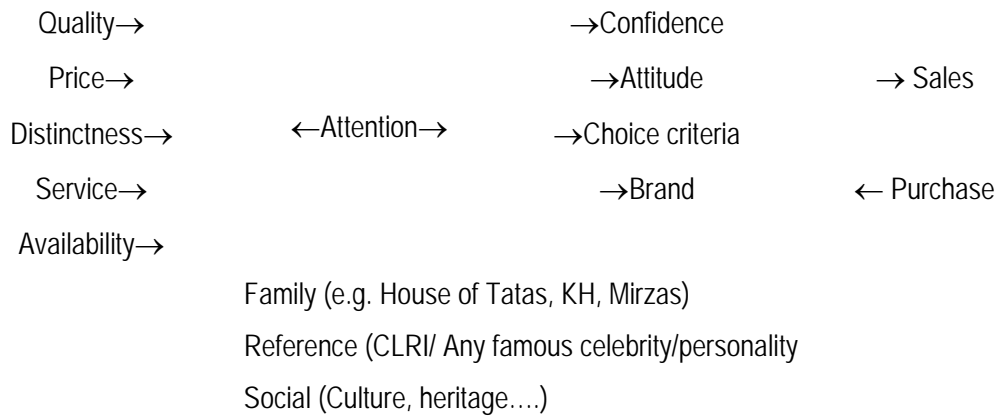 Quality→ →Confidence
Price→ →Attitude → Sales
Distinctness→ ←Attention→ →Choice criteria
Service→ →Brand ← Purchase
Availability→
Family (e.g. House of Tatas, KH, Mirzas)
Reference (CLRI/ Any famous celebrity/personality
Social (Culture, heritage….)